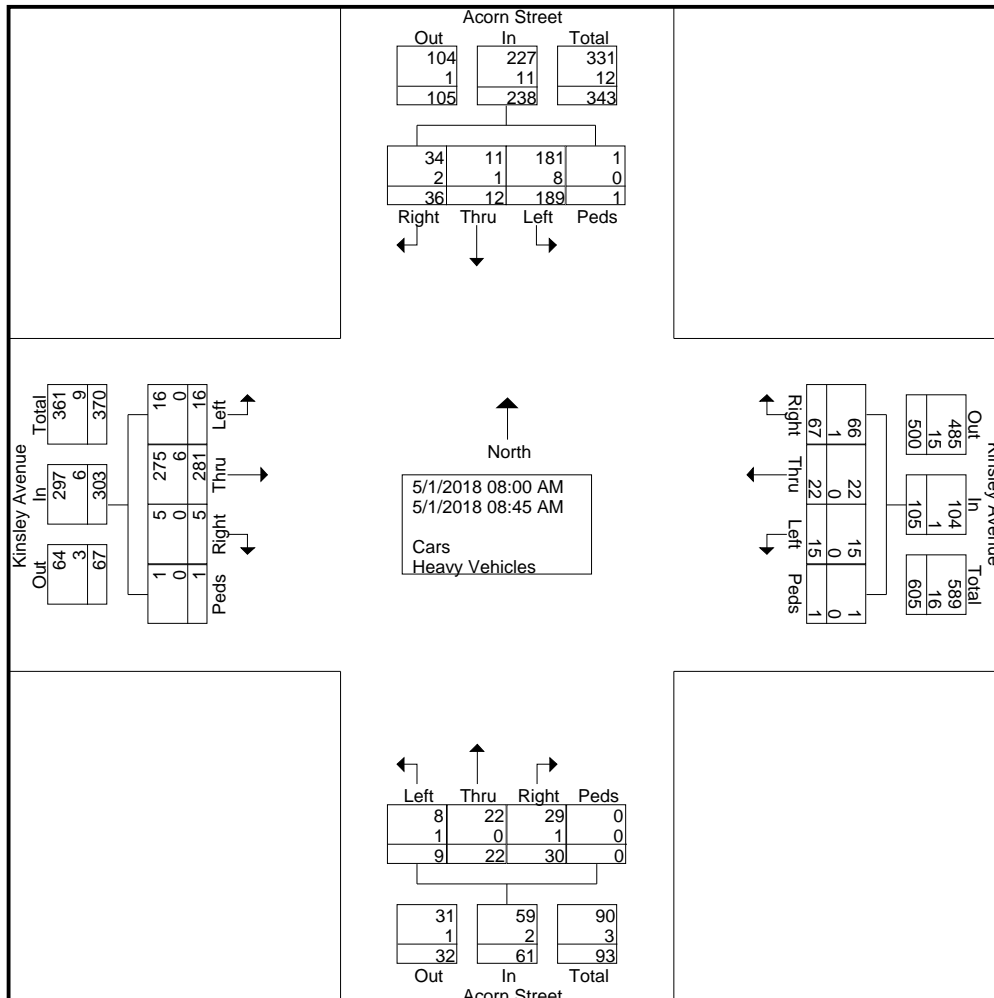 Acorn Street
Out In Total
104 227 331
1 11 12
105 238 343
34 11 181 1
2 1 8 0
36 12 189 1
Right Thru Left Peds
Kinsley Avenue
Total In Out
361 297 64
9 6 3
370 303 67
16 275 5 1
0 6 0 0
16 281 5 1
Left Thru Right Peds
North
5/1/2018 08:00 AM
5/1/2018 08:45 AM
Cars
Heavy Vehicles
Right Thru Left Peds
66 22 15 1
1 0 0 0
67 22 15 1
Kinsley Avenue
Out In Total
485 104 589
15 1 16
500 105 605
Left Thru Right Peds
8 22 29 0
1 0 1 0
9 22 30 0
31 59 90
1 2 3
32 61 93
Out In Total
Acorn Street